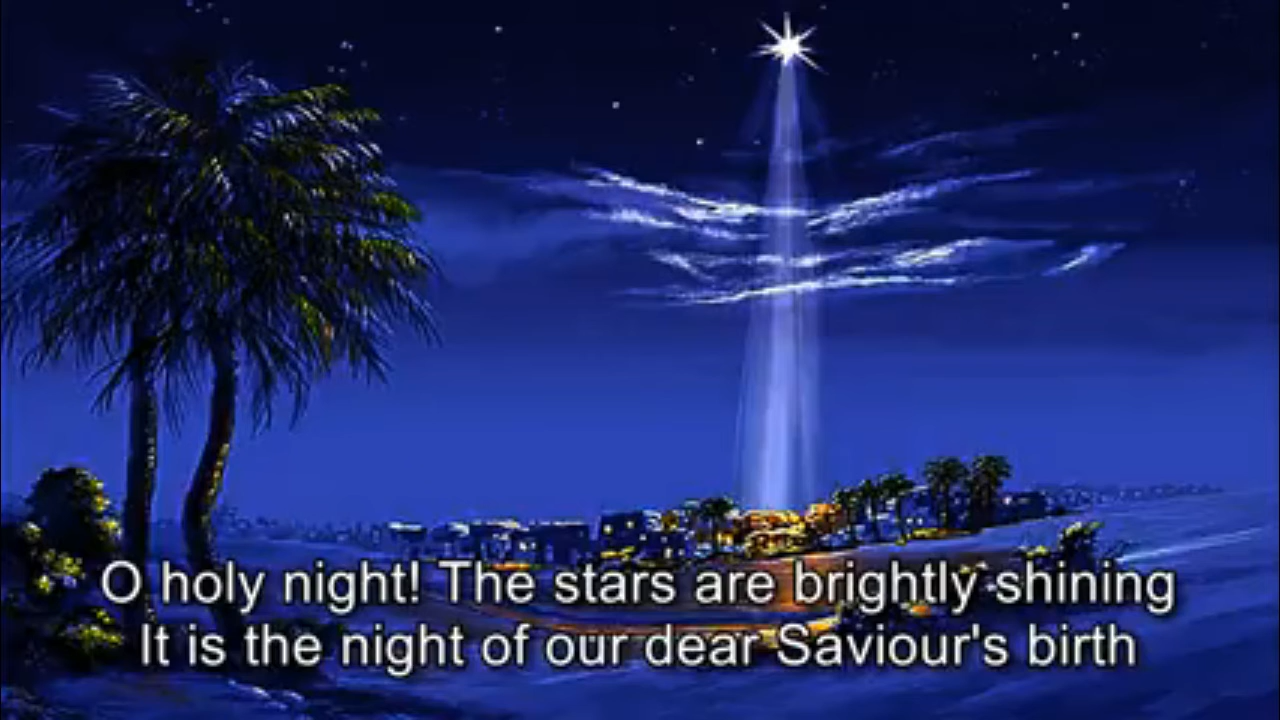 O holy night! The stars are brightly shining
It is the night of our dear Saviour's birth